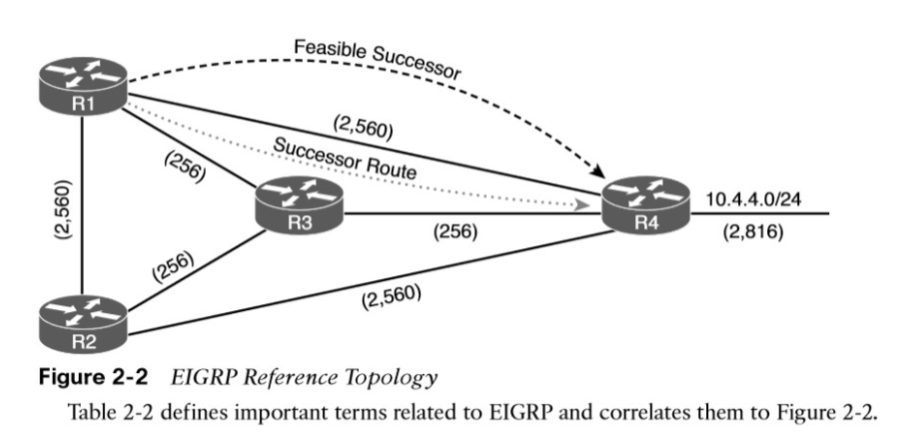 Feasible Successor
R1
(2,560)
Successor Route
(256)
(2,560)
R3
(256)
R4
10.4.4.0/24
(2,816)
(256)
(2,560)
R2
Figure 2-2 EIGRP Reference Topology
Table 2-2 defines important terms related to EIGRP and correlates them to Figure 2-2.